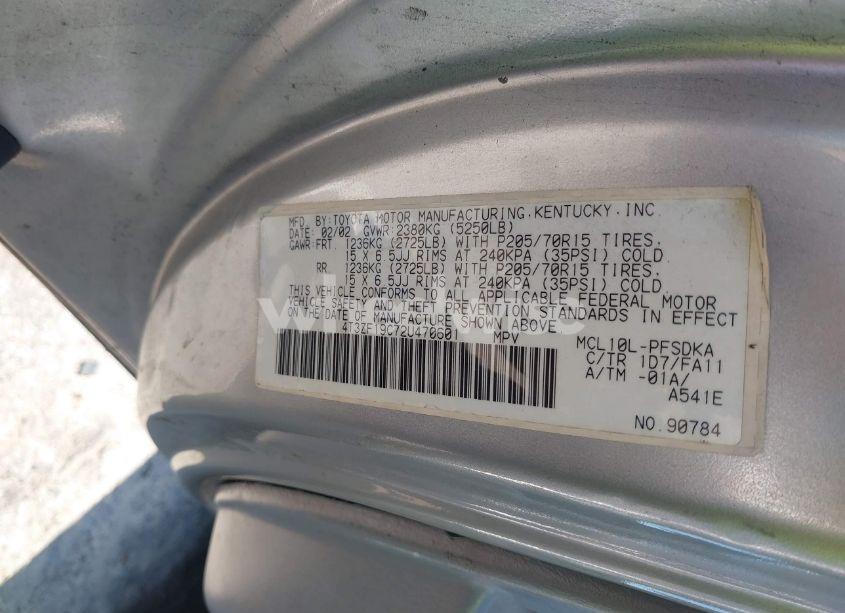 MFD. BY:TOYOTA MOTOR MANUFACTURING,KENTUCKY,INC
DATE: 02/02 GVWR:2380KG (5250LB)
GAWR:FRT. 1236KG (2725LB) WITH P205/70R15 TIRES,
15 X 6.5JJ RIMS AT 240KPA (35PSI) COLD
RR 1236KG (2725LB) WITH P205/70R15 TIRES,
15 X 6.5JJ RIMS AT 240KPA (35PSI) COLD
THIS VEHICLE CONFORMS TO ALL APPLICABLE FEDERAL MOTOR
VEHICLE SAFETY AND THEFT PREVENTION STANDARDS IN EFFECT
ON THE DATE OF MANUFACTURE SHOWN ABOVE.
4T3ZF19C72U470601 MPV
MCL10L-PFSDKA
C/TR 1D7/FA11
A/TM -01A/
A541E
NO.90784